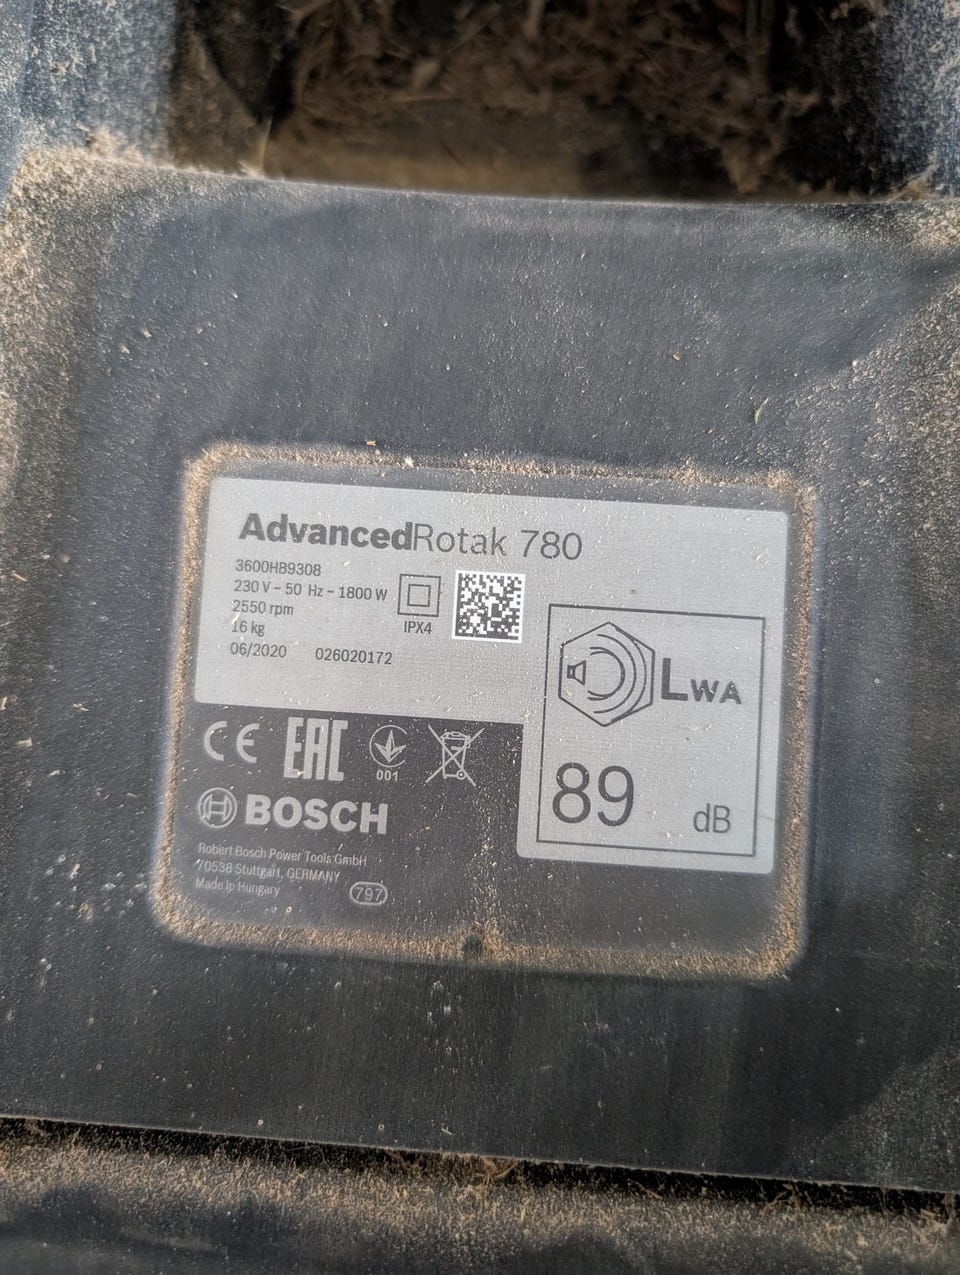 AdvancedRotak 780
3600HB9308
230 V ~ 50 Hz ~ 1800 W
2550 rpm
16 kg
06/2020 026020172
IPX4
LWA
89 dB
CE EAC
001
BOSCH
Robert Bosch Power Tools GmbH
70538 Stuttgart, GERMANY
Made in Hungary
797